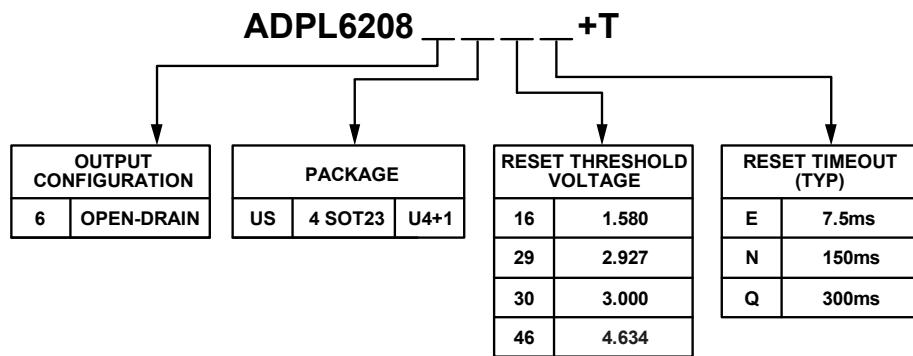 ADPL6208 _ _ _ _ +T
OUTPUT
CONFIGURATION
6 OPEN-DRAIN
PACKAGE
US 4 SOT23 U4+1
RESET THRESHOLD
VOLTAGE
16 1.580
29 2.927
30 3.000
46 4.634
RESET TIMEOUT
(TYP)
E 7.5ms
N 150ms
Q 300ms